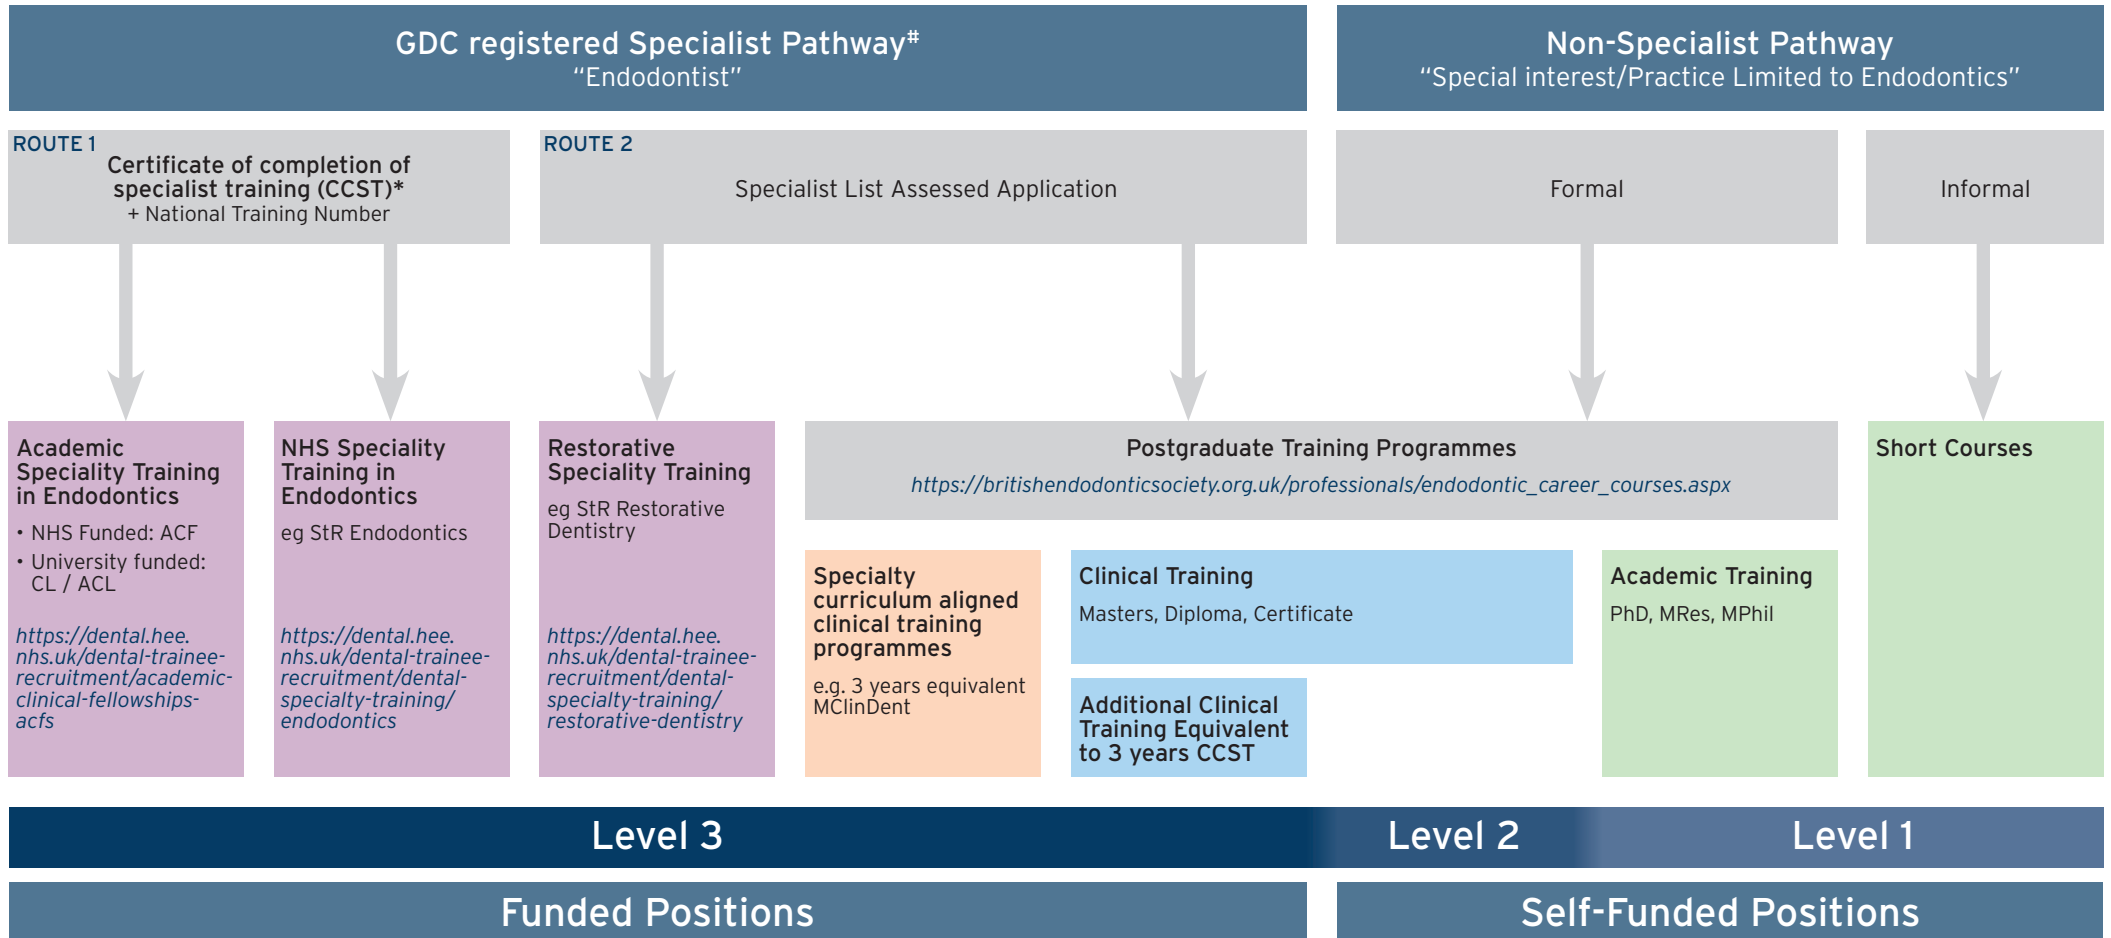 GDC registered Specialist Pathway#
“Endodontist”
Non-Specialist Pathway
“Special interest/Practice Limited to Endodontics”
ROUTE 1
Certificate of completion of
specialist training (CCST)*
+ National Training Number
ROUTE 2
Specialist List Assessed Application
Formal
Informal
Academic
Speciality Training
in Endodontics
• NHS Funded: ACF
• University funded:
CL / ACL
https://dental.hee.
nhs.uk/dental-trainee-
recruitment/academic-
clinical-fellowships-
acfs
NHS Speciality
Training in
Endodontics
eg StR Endodontics
https://dental.hee.
nhs.uk/dental-trainee-
recruitment/dental-
specialty-training/
endodontics
Restorative
Speciality Training
eg StR Restorative
Dentistry
https://dental.hee.
nhs.uk/dental-trainee-
recruitment/dental-
specialty-training/
restorative-dentistry
Postgraduate Training Programmes
https://britishendodonticsociety.org.uk/professionals/endodontic_career_courses.aspx
Specialty
curriculum aligned
clinical training
programmes
e.g. 3 years equivalent
MClinDent
Clinical Training
Masters, Diploma, Certificate
Additional Clinical
Training Equivalent
to 3 years CCST
Academic Training
PhD, MRes, MPhil
Short Courses
Level 3
Level 2
Level 1
Funded Positions
Self-Funded Positions